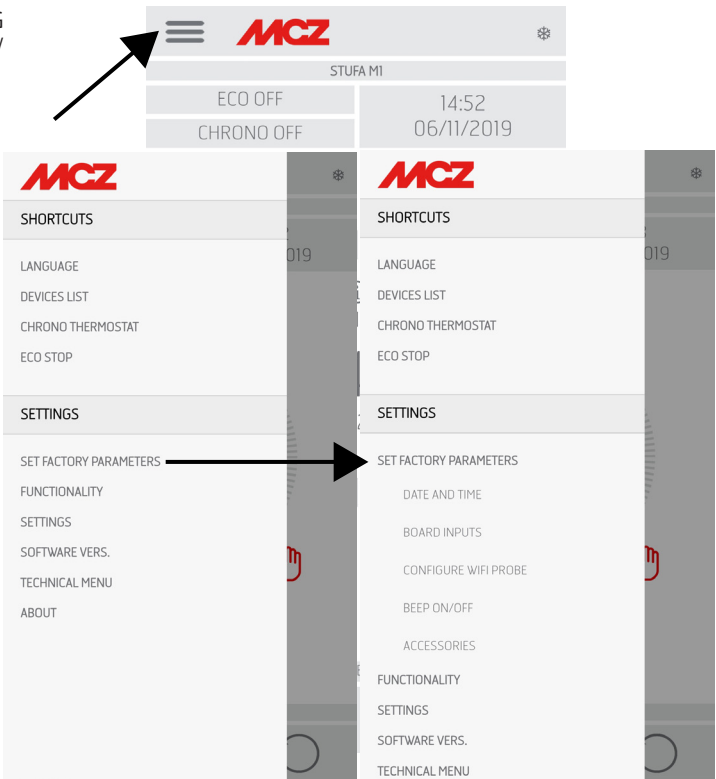 MCZ
STUFA M1
ECO OFF
14:52
CHRONO OFF
06/11/2019
MCZ
SHORTCUTS
019
LANGUAGE
DEVICES LIST
CHRONO THERMOSTAT
ECO STOP
SETTINGS
SET FACTORY PARAMETERS
FUNCTIONALITY
SETTINGS
SOFTWARE VERS.
TECHNICAL MENU
ABOUT
MCZ
SHORTCUTS
019
LANGUAGE
DEVICES LIST
CHRONO THERMOSTAT
ECO STOP
SETTINGS
SET FACTORY PARAMETERS
DATE AND TIME
BOARD INPUTS
CONFIGURE WIFI PROBE
BEEP ON/OFF
ACCESSORIES
FUNCTIONALITY
SETTINGS
SOFTWARE VERS.
TECHNICAL MENU